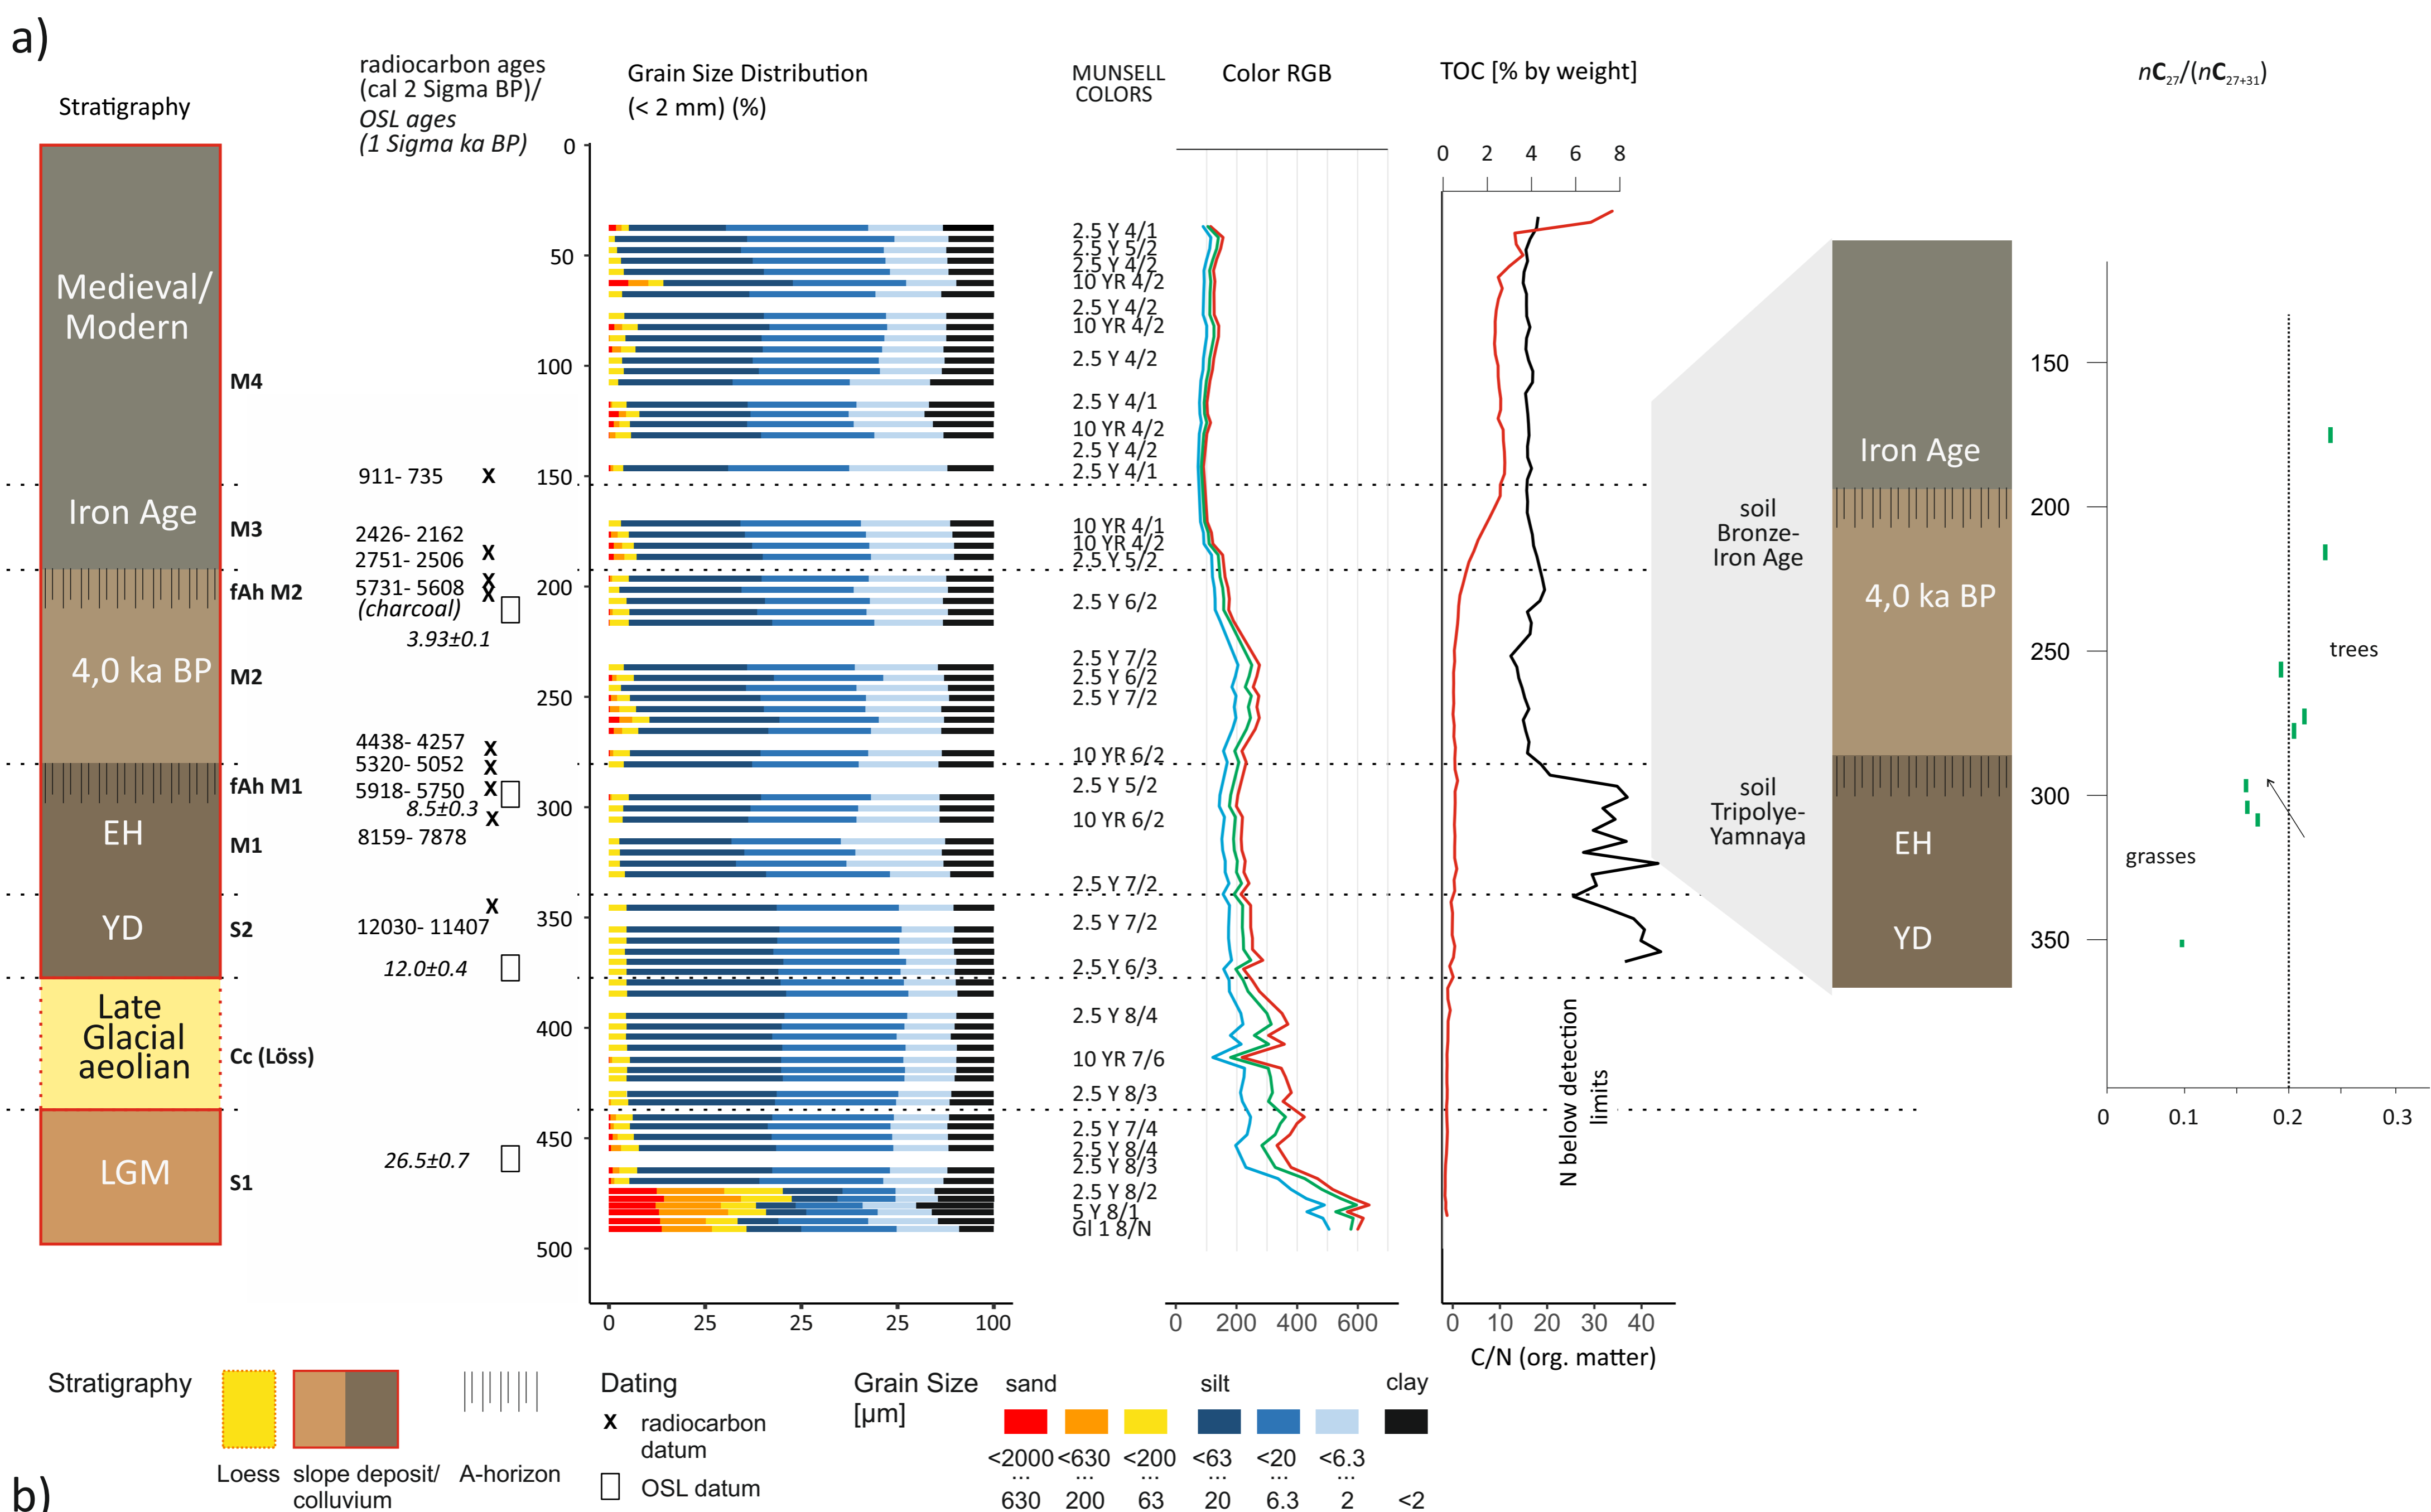 a)
Stratigraphy
radiocarbon ages
(cal 2 Sigma BP)/
OSL ages
(1 Sigma ka BP)
Grain Size Distribution
(< 2 mm) (%)
MUNSELL
COLORS
Color RGB
TOC [% by weight]
nC27/(nC27+31)
0 2 4 6 8
Medieval/
Modern
Iron Age
4,0 ka BP
EH
YD
Late
Glacial
aeolian
LGM
M4
M3
fAh M2
M2
fAh M1
M1
S2
Cc (Löss)
S1
911- 735 X
2426- 2162
2751- 2506 X
5731- 5608 X
(charcoal) X
3.93±0.1
4438- 4257 X
5320- 5052 X
5918- 5750 X
8.5±0.3
8159- 7878 X
12030- 11407 X
12.0±0.4
26.5±0.7
0
50
100
150
200
250
300
350
400
450
500
0 25 25 25 100
2.5 Y 4/1
2.5 Y 5/2
2.5 Y 4/2
10 YR 4/2
2.5 Y 4/2
10 YR 4/2
2.5 Y 4/2
2.5 Y 4/1
10 YR 4/2
2.5 Y 4/2
2.5 Y 4/1
10 YR 4/1
10 YR 4/2
2.5 Y 5/2
2.5 Y 6/2
2.5 Y 7/2
2.5 Y 6/2
2.5 Y 7/2
10 YR 6/2
2.5 Y 5/2
10 YR 6/2
2.5 Y 7/2
2.5 Y 7/2
2.5 Y 6/3
2.5 Y 8/4
10 YR 7/6
2.5 Y 8/3
2.5 Y 7/4
2.5 Y 8/4
2.5 Y 8/3
2.5 Y 8/2
5 Y 8/1
Gl 1 8/N
0 200 400 600
N below detection
limits
0 10 20 30 40
C/N (org. matter)
soil
Bronze-
Iron Age
soil
Tripolye-
Yamnaya
Iron Age
4,0 ka BP
EH
YD
150
200
250
300
350
trees
grasses
0 0.1 0.2 0.3
Stratigraphy
Loess
slope deposit/
colluvium
A-horizon
Dating
X radiocarbon
datum
OSL datum
Grain Size
[µm]
sand silt clay
<2000 <630 <200 <63 <20 <6.3
... ... ... ... ... ...
630 200 63 20 6.3 2 <2
b)